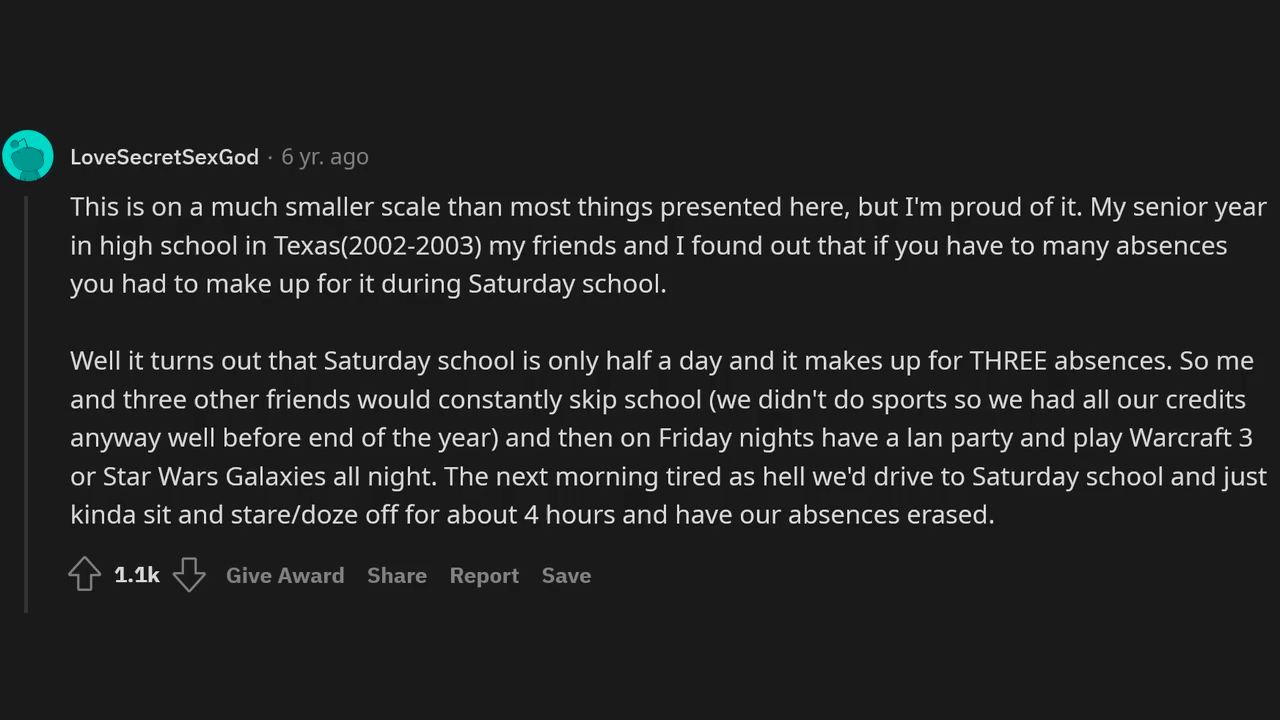 LoveSecretSexGod · 6 yr. ago
This is on a much smaller scale than most things presented here, but I'm proud of it. My senior year
in high school in Texas(2002-2003) my friends and I found out that if you have to many absences
you had to make up for it during Saturday school.
Well it turns out that Saturday school is only half a day and it makes up for THREE absences. So me
and three other friends would constantly skip school (we didn't do sports so we had all our credits
anyway well before end of the year) and then on Friday nights have a lan party and play Warcraft 3
or Star Wars Galaxies all night. The next morning tired as hell we'd drive to Saturday school and just
kinda sit and stare/doze off for about 4 hours and have our absences erased.
1.1k Give Award Share Report Save